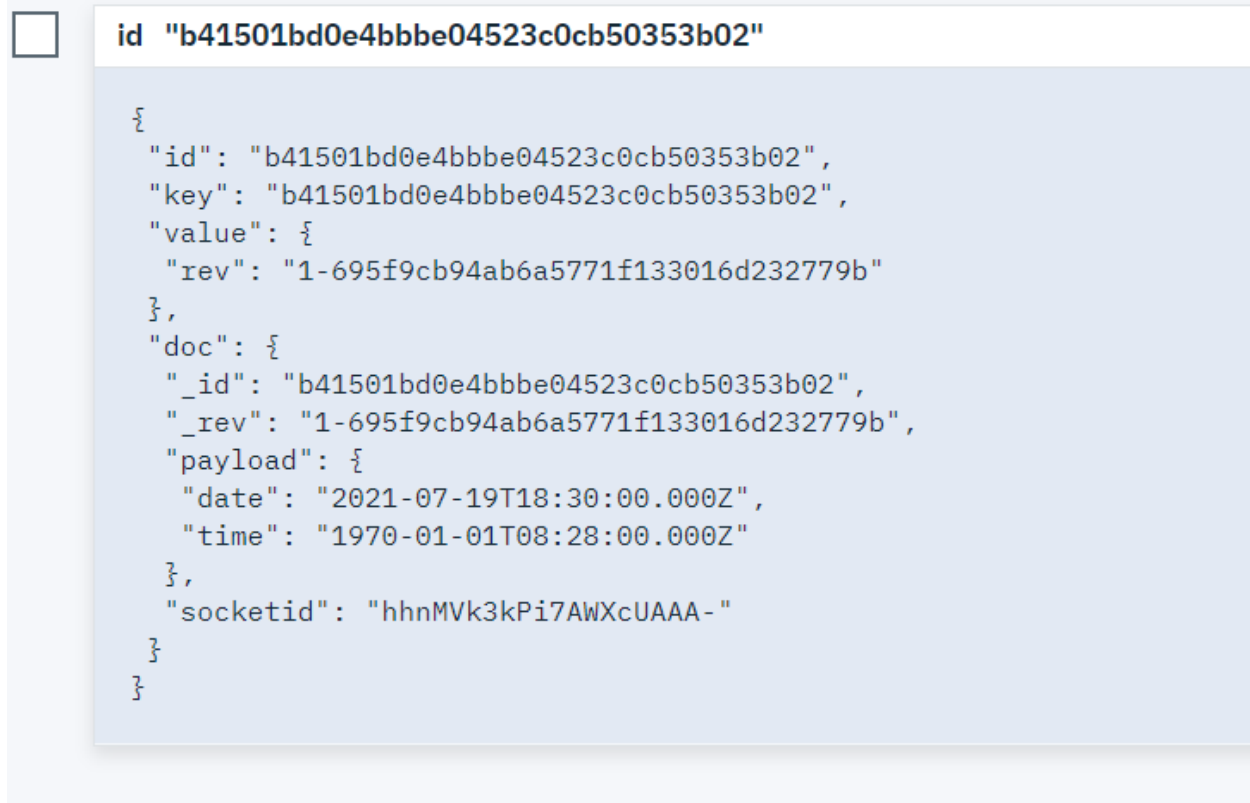 id "b41501bd0e4bbbe04523c0cb50353b02"
{
"id": "b41501bd0e4bbbe04523c0cb50353b02",
"key": "b41501bd0e4bbbe04523c0cb50353b02",
"value": {
"rev": "1-695f9cb94ab6a5771f133016d232779b"
},
"doc": {
"_id": "b41501bd0e4bbbe04523c0cb50353b02",
"_rev": "1-695f9cb94ab6a5771f133016d232779b",
"payload": {
"date": "2021-07-19T18:30:00.000Z",
"time": "1970-01-01T08:28:00.000Z"
},
"socketid": "hhnMVk3kPi7AWXcUAAA-"
}
}